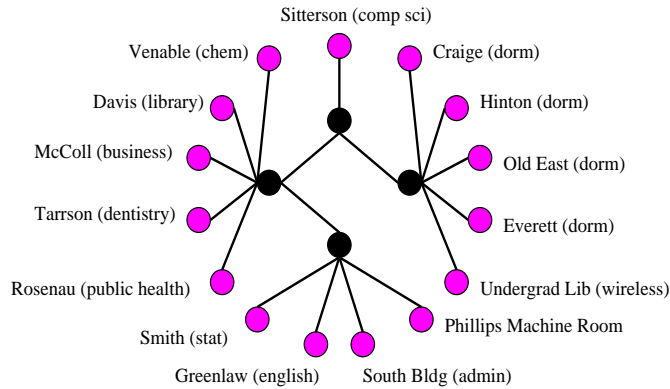 Sitterson (comp sci)
Venable (chem)
Craige (dorm)
Davis (library)
Hinton (dorm)
McColl (business)
Old East (dorm)
Tarrson (dentistry)
Everett (dorm)
Rosenau (public health)
Undergrad Lib (wireless)
Smith (stat)
Phillips Machine Room
Greenlaw (english)
South Bldg (admin)